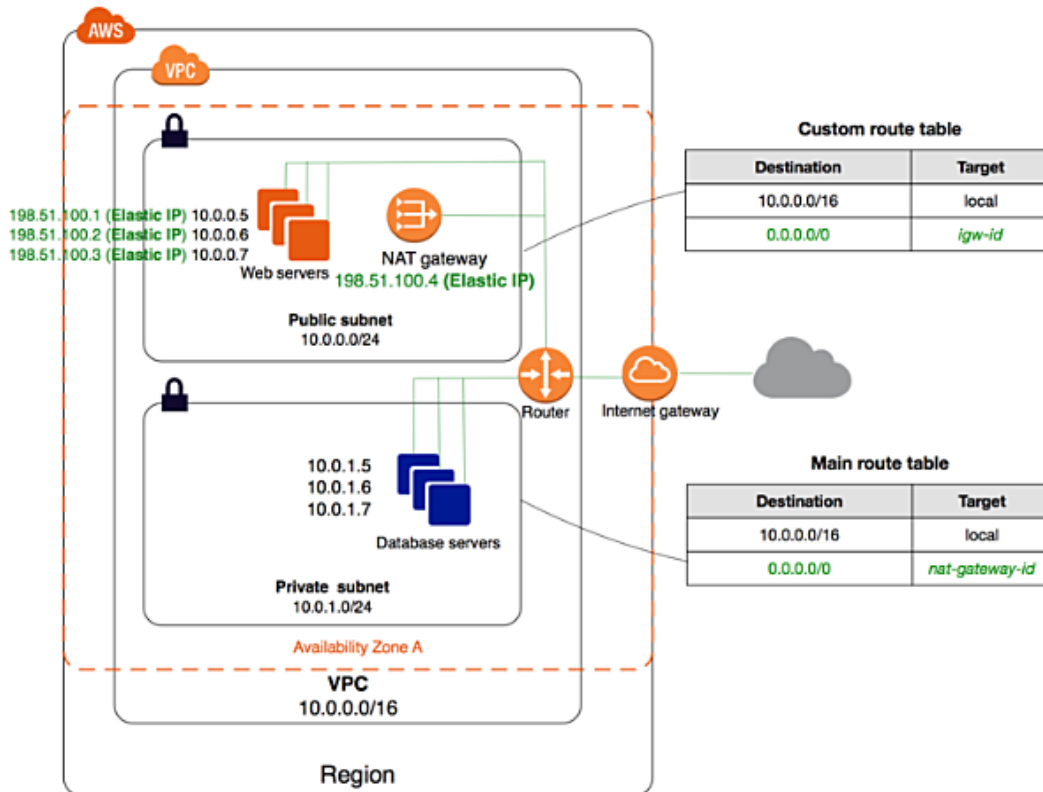 AWS
VPC
198.51.100.1 (Elastic IP) 10.0.0.5
198.51.100.2 (Elastic IP) 10.0.0.6
198.51.100.3 (Elastic IP) 10.0.0.7
Web servers
NAT gateway
198.51.100.4 (Elastic IP)
Public subnet
10.0.0.0/24
Custom route table
Destination Target
10.0.0.0/16 local
0.0.0.0/0 igw-id
Router
Internet gateway
10.0.1.5
10.0.1.6
10.0.1.7
Database servers
Private subnet
10.0.1.0/24
Main route table
Destination Target
10.0.0.0/16 local
0.0.0.0/0 nat-gateway-id
Availability Zone A
VPC
10.0.0.0/16
Region